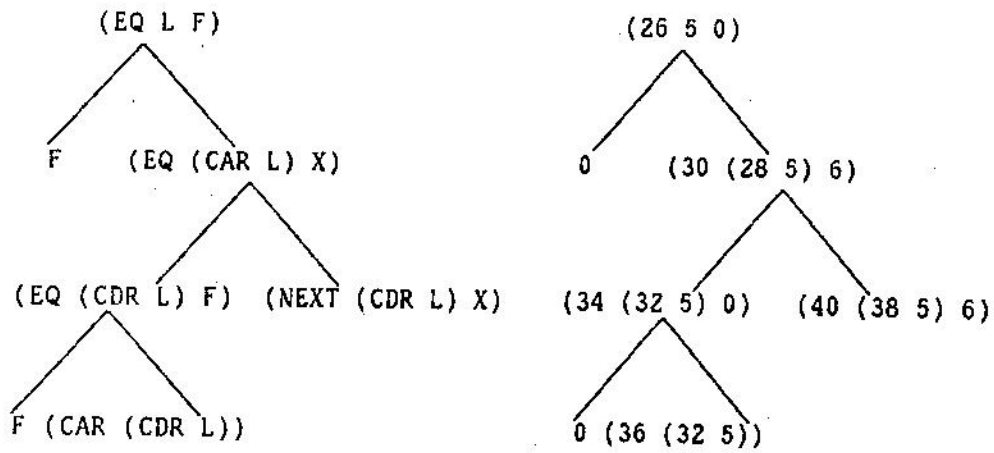 (EQ L F) (26 5 0)
F (EQ (CAR L) X) 0 (30 (28 5) 6)
(EQ (CDR L) F) (NEXT (CDR L) X) (34 (32 5) 0) (40 (38 5) 6)
F (CAR (CDR L)) 0 (36 (32 5))